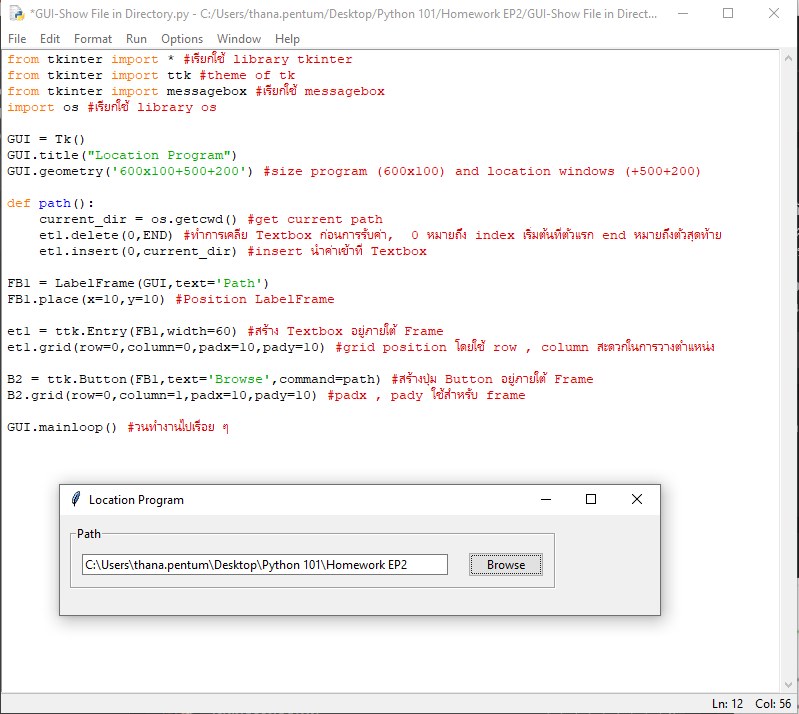 *GUI-Show File in Directory.py - C:/Users/thana.pentum/Desktop/Python 101/Homework EP2/GUI-Show File in Direct...
File Edit Format Run Options Window Help
from tkinter import * #เรียกใช้ library tkinter
from tkinter import ttk #theme of tk
from tkinter import messagebox #เรียกใช้ messagebox
import os #เรียกใช้ library os
GUI = Tk()
GUI.title("Location Program")
GUI.geometry('600x100+500+200') #size program (600x100) and location windows (+500+200)
def path():
    current_dir = os.getcwd() #get current path
    et1.delete(0,END) #ทำการเคลีย Textbox ก่อนการรับค่า,  0 หมายถึง index เริ่มต้นที่ตัวแรก end หมายถึงตัวสุดท้าย
    et1.insert(0,current_dir) #insert นำค่าเข้าที่ Textbox
FB1 = LabelFrame(GUI,text='Path')
FB1.place(x=10,y=10) #Position LabelFrame
et1 = ttk.Entry(FB1,width=60) #สร้าง Textbox อยู่ภายใต้ Frame
et1.grid(row=0,column=0,padx=10,pady=10) #grid position โดยใช้ row , column สะดวกในการวางตำแหน่ง
B2 = ttk.Button(FB1,text='Browse',command=path) #สร้างปุ่ม Button อยู่ภายใต้ Frame
B2.grid(row=0,column=1,padx=10,pady=10) #padx , pady ใช้สำหรับ frame
GUI.mainloop() #วนทำงานไปเรื่อย ๆ
Location Program
Path
C:\Users\thana.pentum\Desktop\Python 101\Homework EP2
Browse
Ln: 12 Col: 56